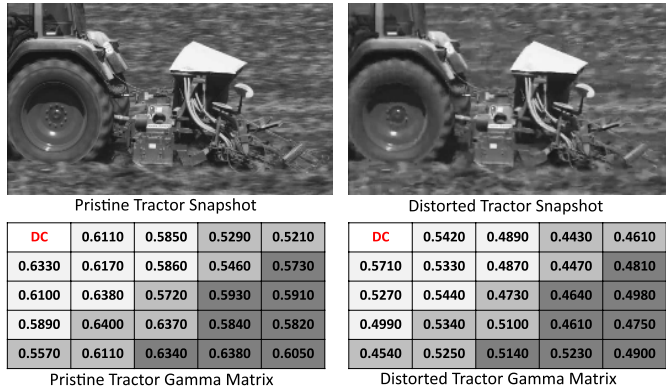 Pristine Tractor Snapshot
Distorted Tractor Snapshot
DC 0.6110 0.5850 0.5290 0.5210
0.6330 0.6170 0.5860 0.5460 0.5730
0.6100 0.6380 0.5720 0.5930 0.5910
0.5890 0.6400 0.6370 0.5840 0.5820
0.5570 0.6110 0.6340 0.6380 0.6050
Pristine Tractor Gamma Matrix
DC 0.5420 0.4890 0.4430 0.4610
0.5710 0.5330 0.4870 0.4470 0.4810
0.5270 0.5440 0.4730 0.4640 0.4980
0.4990 0.5340 0.5100 0.4610 0.4750
0.4540 0.5250 0.5140 0.5230 0.4900
Distorted Tractor Gamma Matrix